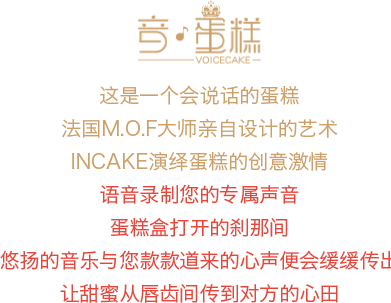 音·蛋糕
VOICECAKE
这是一个会说话的蛋糕
法国M.O.F大师亲自设计的艺术
INCAKE演绎蛋糕的创意激情
语音录制您的专属声音
蛋糕盒打开的刹那间
悠扬的音乐与您款款道来的心声便会缓缓传出
让甜蜜从唇齿间传到对方的心田